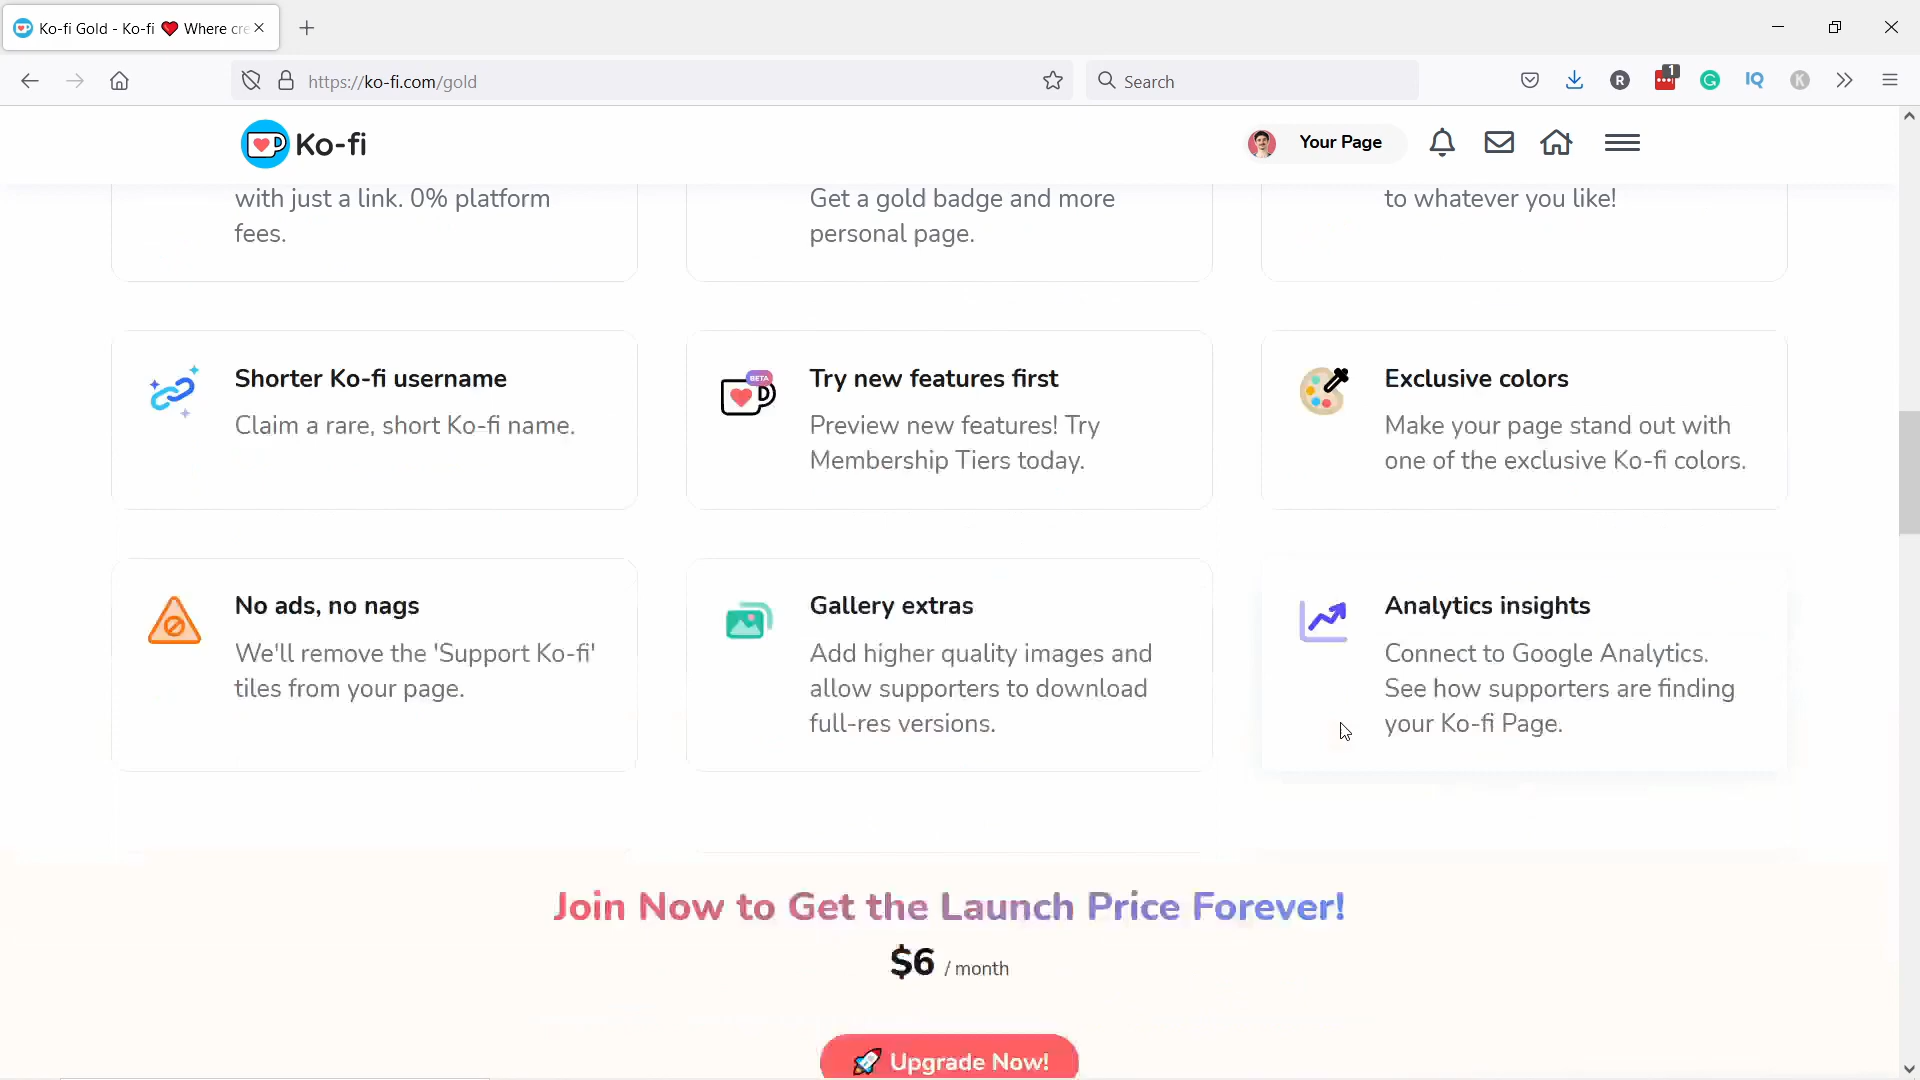 Ko-fi Gold - Ko-fi ❤ Where cre
https://ko-fi.com/gold
Search
1
R
IQ
K
Ko-fi
Your Page
with just a link. 0% platform
fees.
Get a gold badge and more
personal page.
to whatever you like!
Shorter Ko-fi username
Claim a rare, short Ko-fi name.
BETA
Try new features first
Preview new features! Try
Membership Tiers today.
Exclusive colors
Make your page stand out with
one of the exclusive Ko-fi colors.
No ads, no nags
We'll remove the 'Support Ko-fi'
tiles from your page.
Gallery extras
Add higher quality images and
allow supporters to download
full-res versions.
Analytics insights
Connect to Google Analytics.
See how supporters are finding
your Ko-fi Page.
Join Now to Get the Launch Price Forever!
$6 / month
🚀 Upgrade Now!